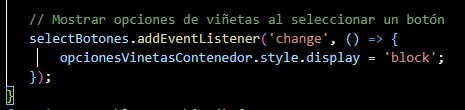 // Mostrar opciones de viñetas al seleccionar un botón
selectBotones.addEventListener('change', () => {
opcionesVinetasContenedor.style.display = 'block';
});
}